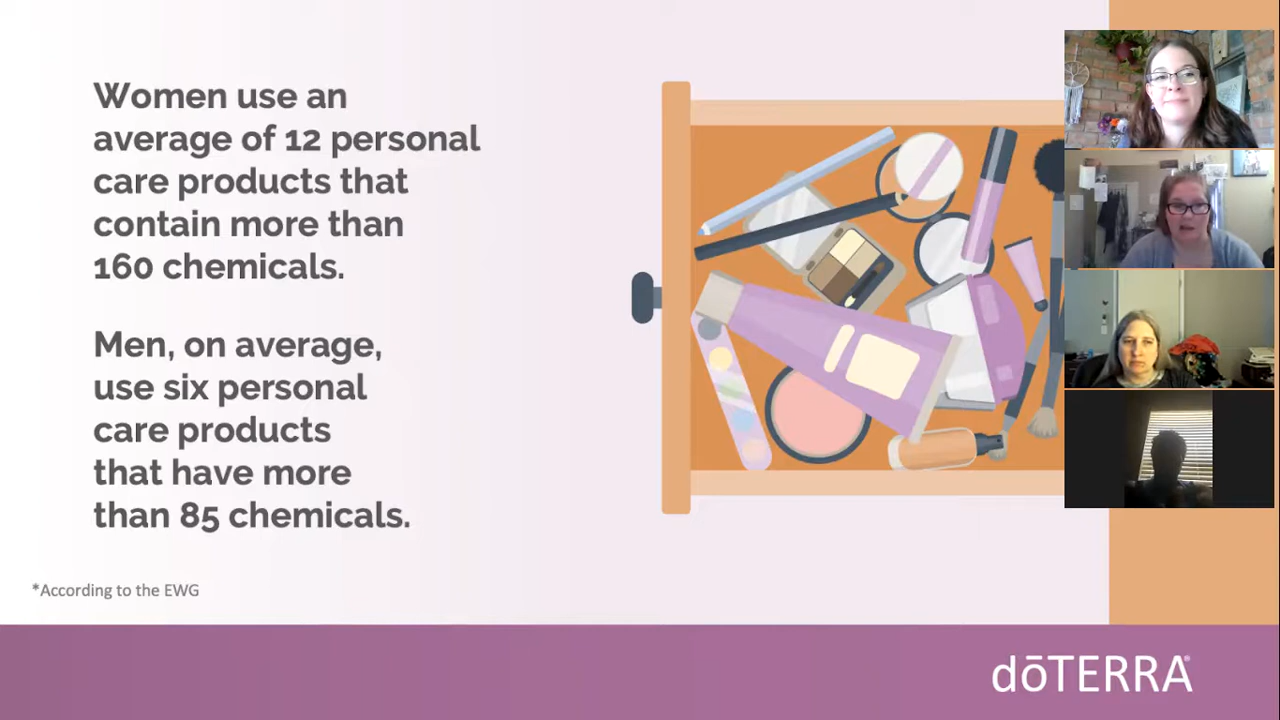 Women use an
average of 12 personal
care products that
contain more than
160 chemicals.
Men, on average,
use six personal
care products
that have more
than 85 chemicals.
*According to the EWG
dōTERRA®